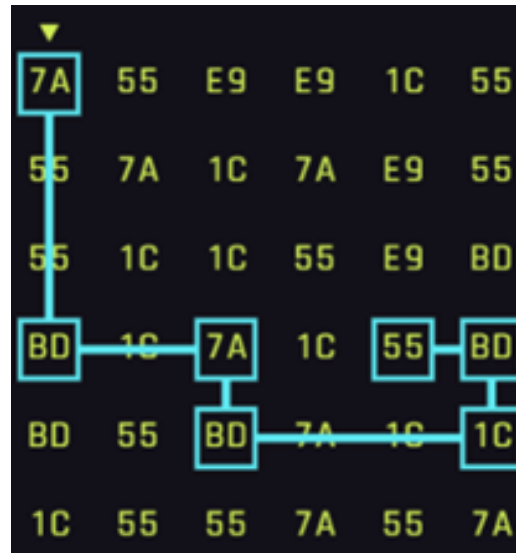 7A 55 E9 E9 1C 55
55 7A 1C 7A E9 55
55 1C 1C 55 E9 BD
BD 1C 7A 1C 55 BD
BD 55 BD 7A 1C 1C
1C 55 55 7A 55 7A